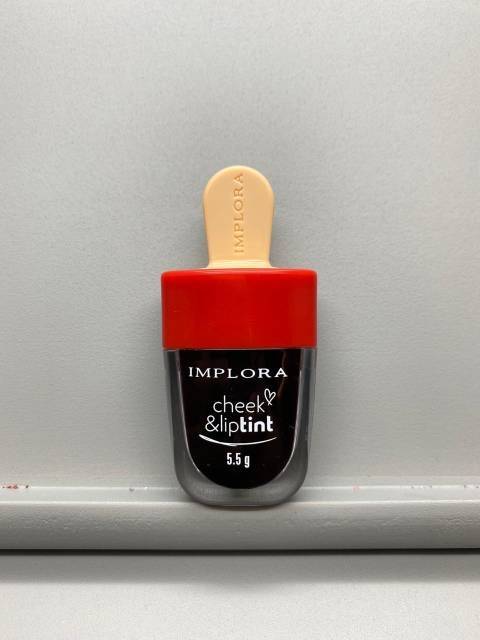 IMPLORA
IMPLORA
cheek
&liptint
5.5 g